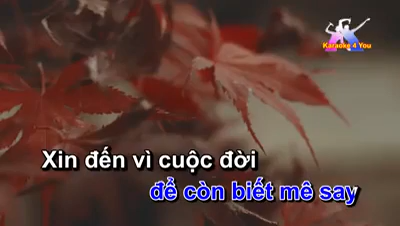 Karaoke 4 You
Xin đến vì cuộc đời
để còn biết mê say